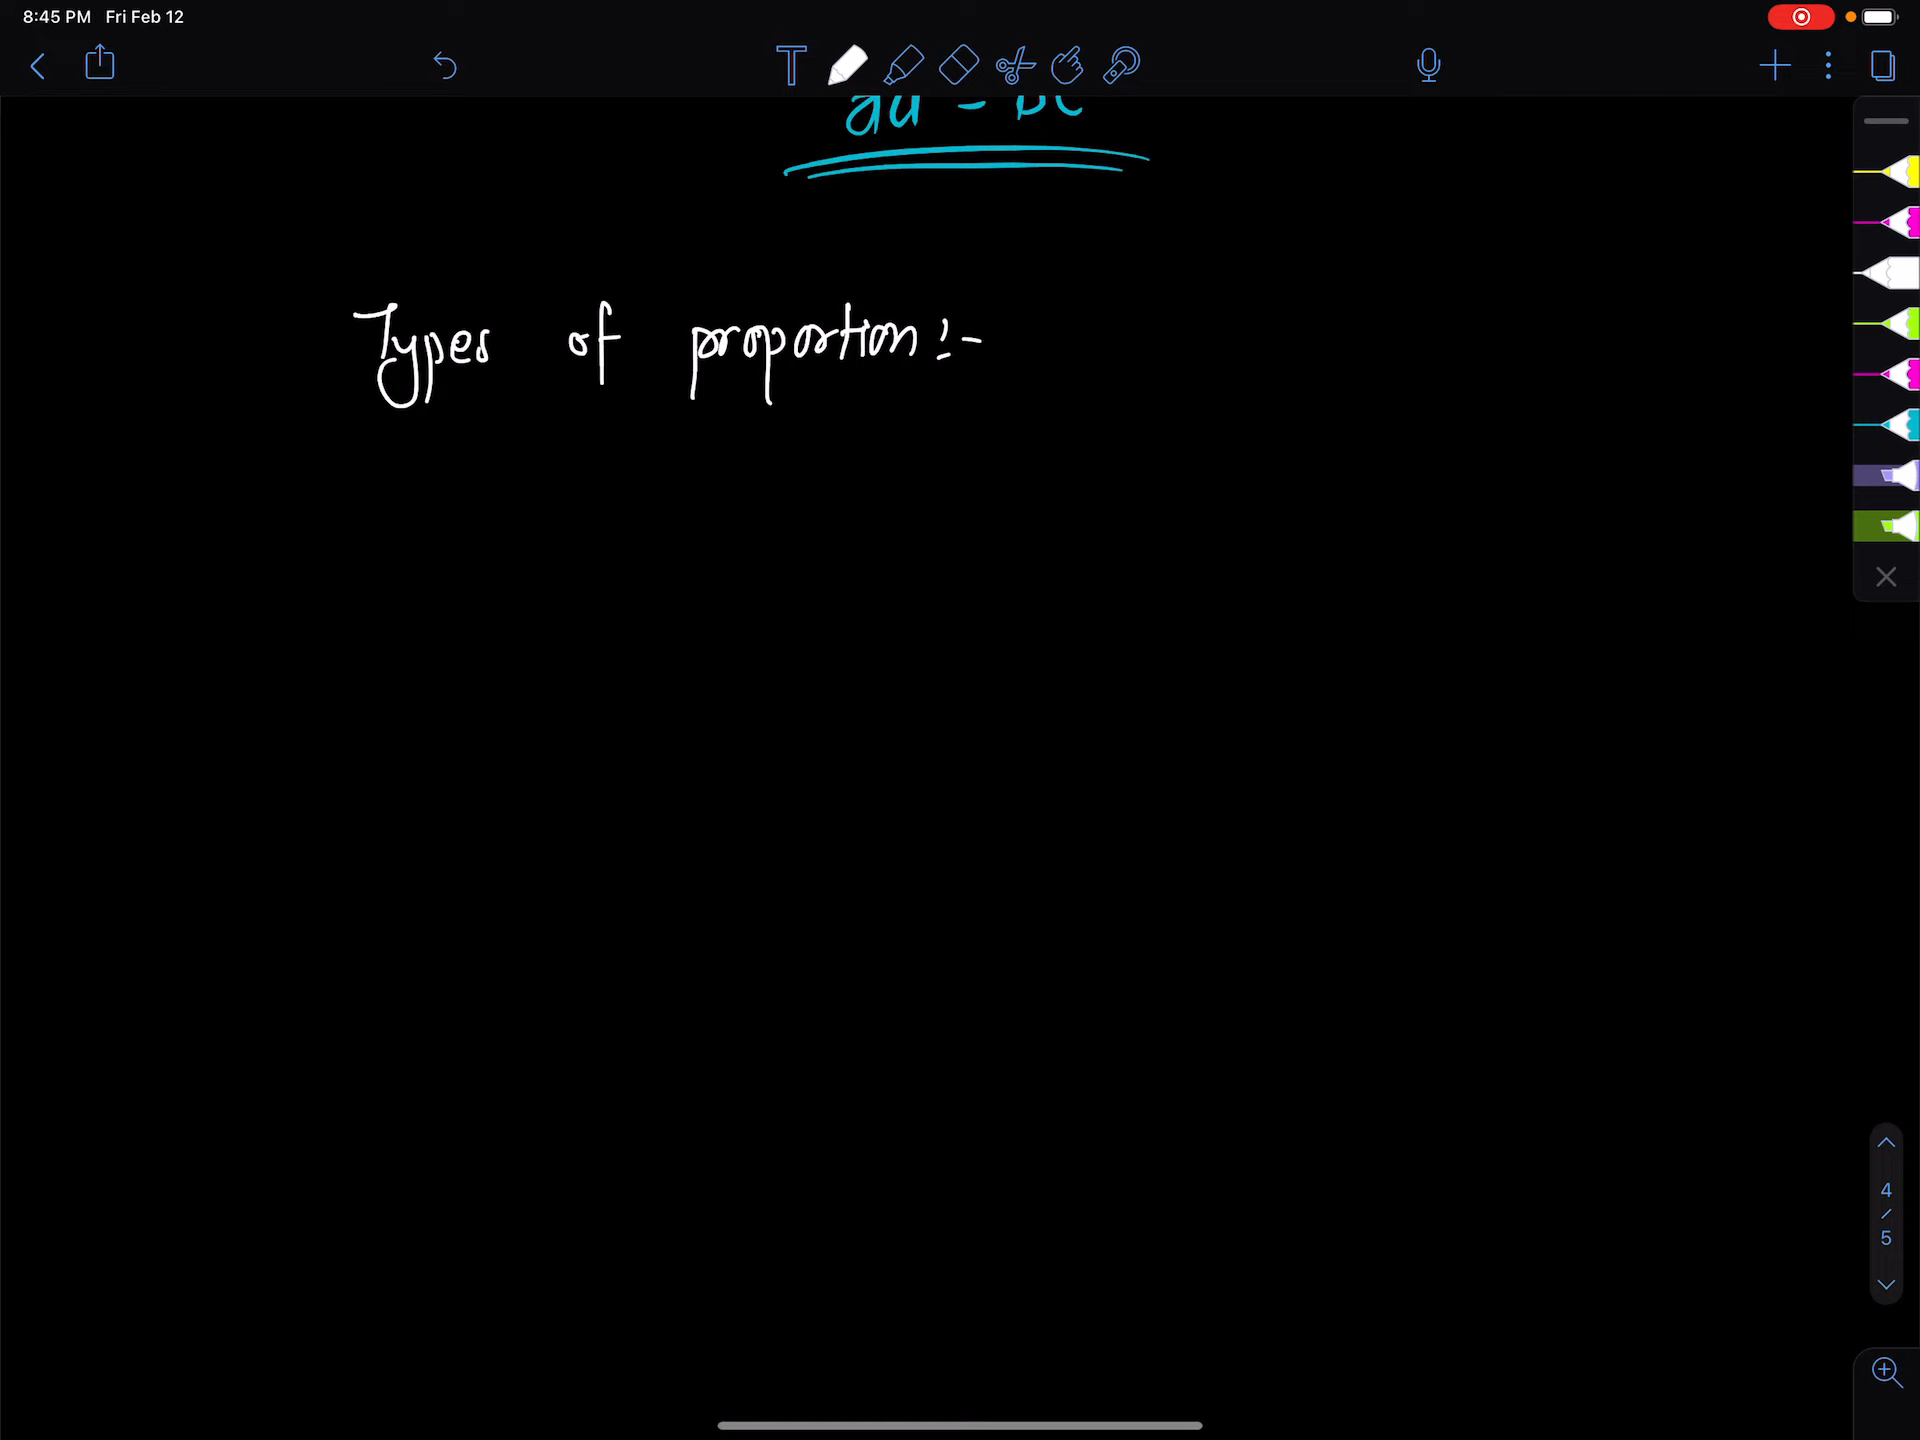 8:45 PM Fri Feb 12
ad = bc
Types of proportion:-
4
/
5